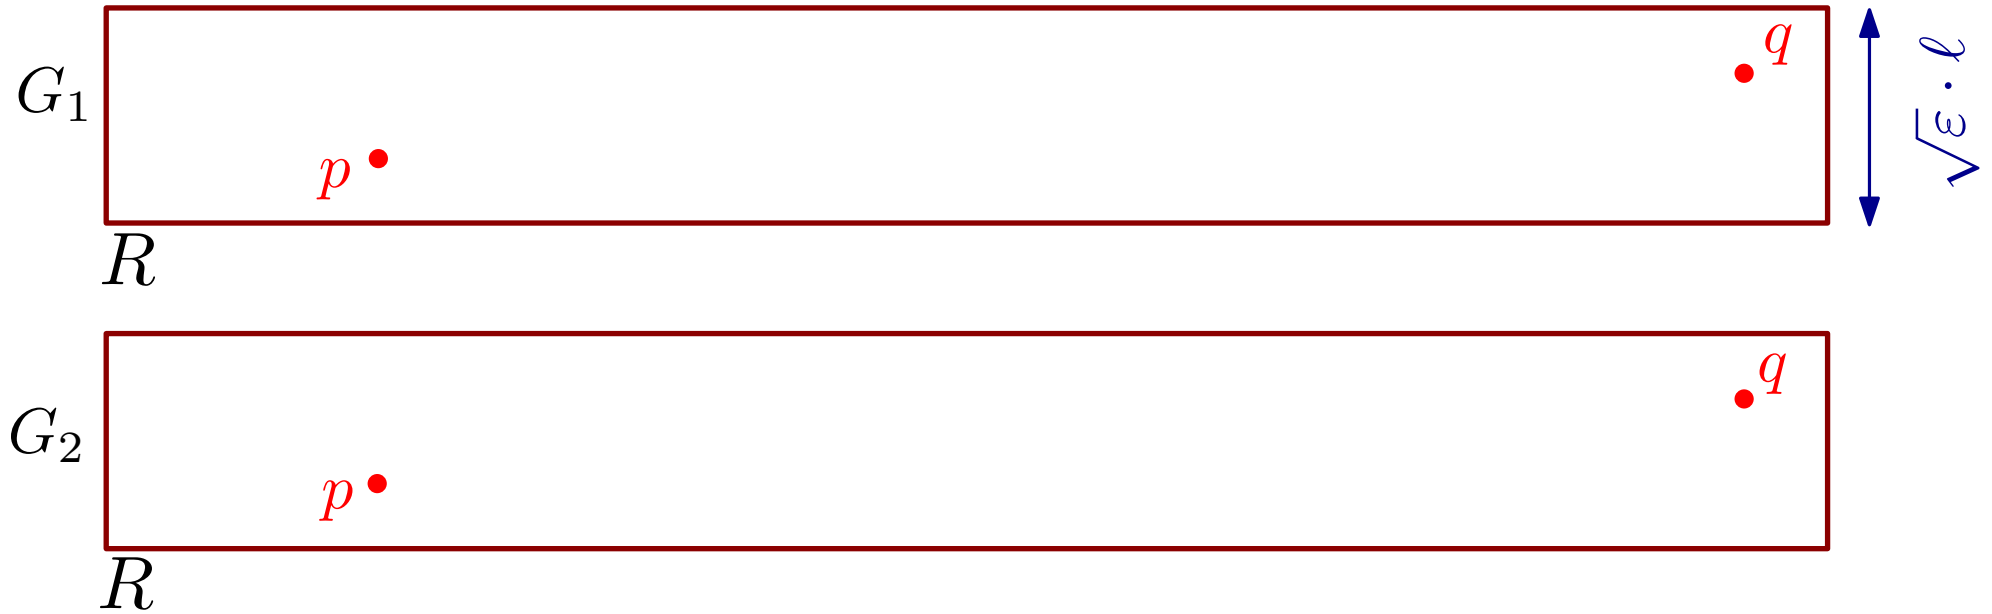 q
G₁
p
√ε · ℓ
R
q
G₂
p
R